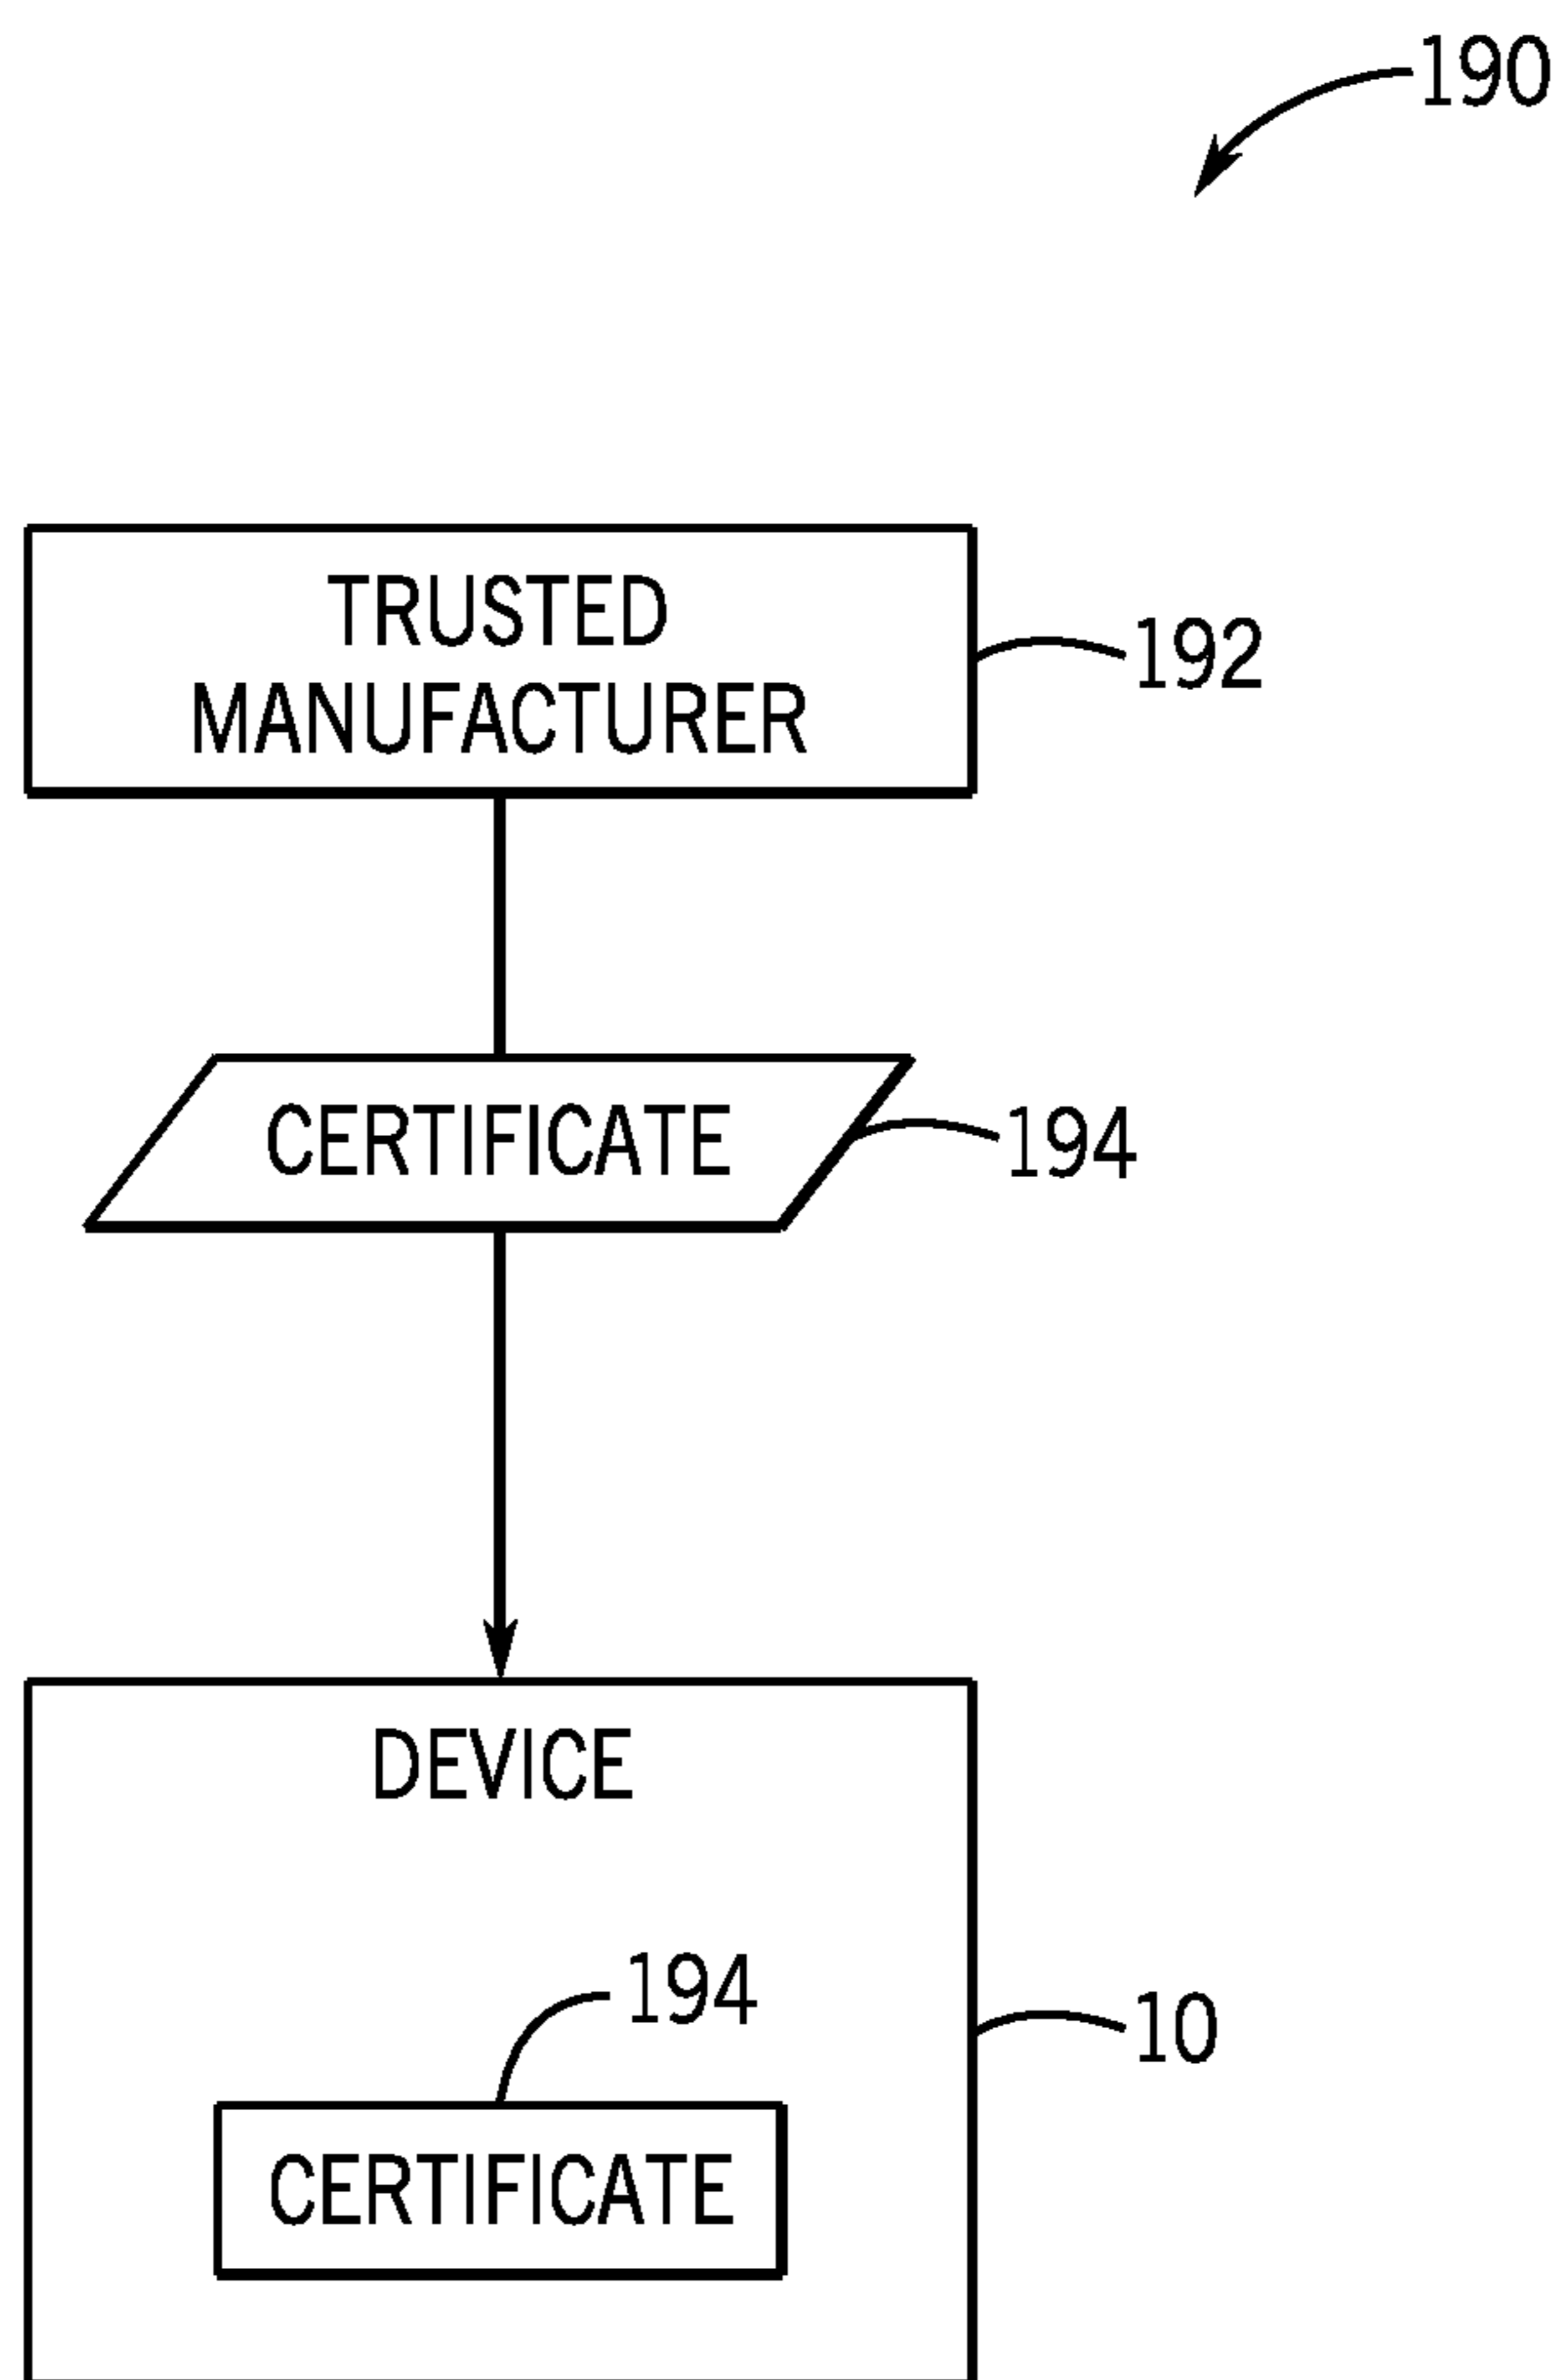 190
TRUSTED
MANUFACTURER
192
CERTIFICATE
194
DEVICE
194
10
CERTIFICATE